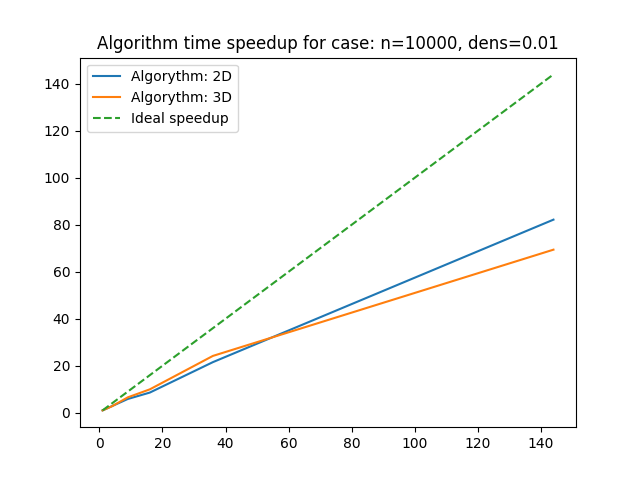 Algorithm time speedup for case: n=10000, dens=0.01
Algorythm: 2D
Algorythm: 3D
Ideal speedup
140
120
100
80
60
40
20
0
0 20 40 60 80 100 120 140